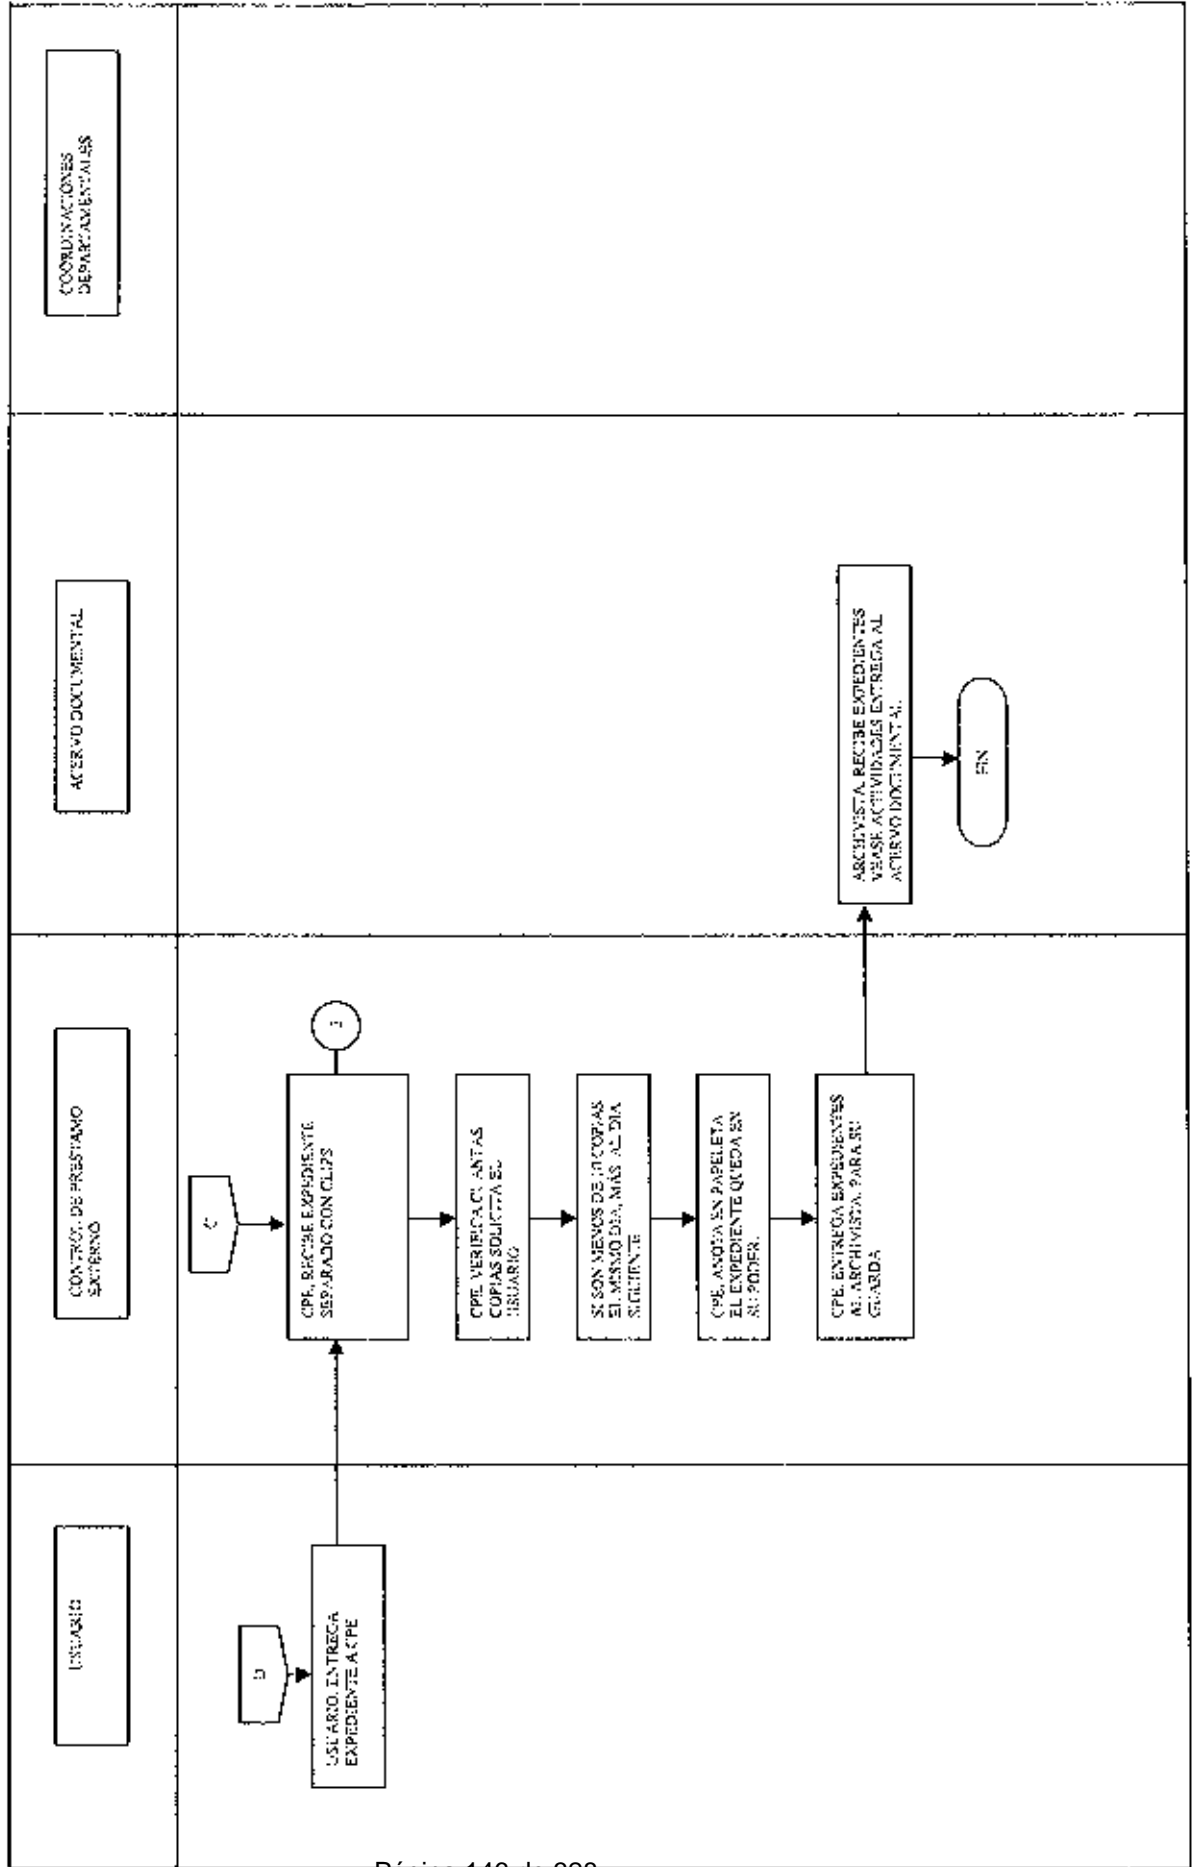 USUARIO
CONTROL DE PRESTAMO
EXTERNO
ACERVO DOCUMENTAL
COORDINACIONES
DEPARTAMENTALES
USUARIO, ENTREGA
EXPEDIENTE A CPE
C
CPE, RECIBE EXPEDIENTE
SEPARADO CON CLIPS
CPE, VERIFICA CUANTAS
COPIAS SOLICITA EL
USUARIO
SI SON MENOS DE COPIAS
EL MISMO DIA, MÁS AL DIA
SIGUIENTE
CPE, ANOTA EN PAPELETA
EL EXPEDIENTE QUEDA EN
SU PODER.
CPE, ENTREGA EXPEDIENTES
AL ARCHIVISTA, PARA SU
GUARDA
ARCHIVISTA, RECIBE EXPEDIENTES
VEASE ACTIVIDADES ENTREGA AL
ACERVO DOCUMENTAL
FIN